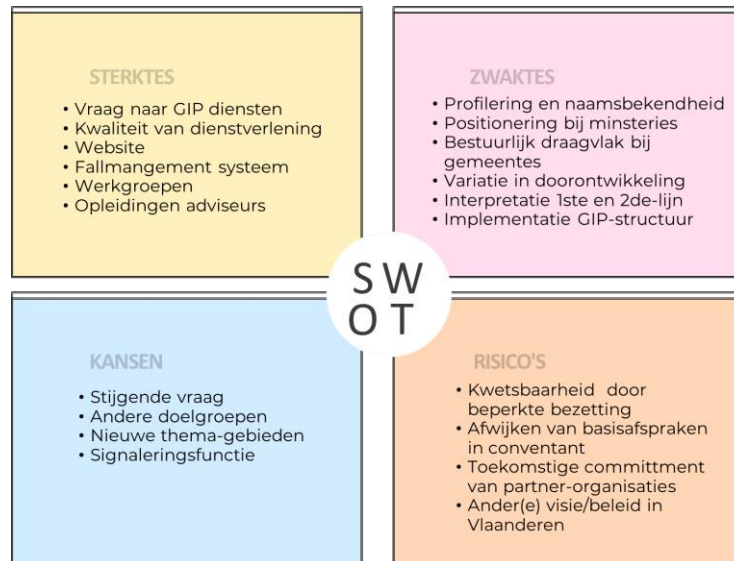 STERKTES
• Vraag naar GIP diensten
• Kwaliteit van dienstverlening
• Website
• Fallmangement systeem
• Werkgroepen
• Opleidingen adviseurs
ZWAKTES
• Profilering en naamsbekendheid
• Positionering bij minsteries
• Bestuurlijk draagvlak bij
gemeentes
• Variatie in doorontwikkeling
• Interpretatie 1ste en 2de-lijn
• Implementatie GIP-structuur
S W
O T
KANSEN
• Stijgende vraag
• Andere doelgroepen
• Nieuwe thema-gebieden
• Signaleringsfunctie
RISICO'S
• Kwetsbaarheid door
beperkte bezetting
• Afwijken van basisafspraken
in conventant
• Toekomstige committment
van partner-organisaties
• Ander(e) visie/beleid in
Vlaanderen